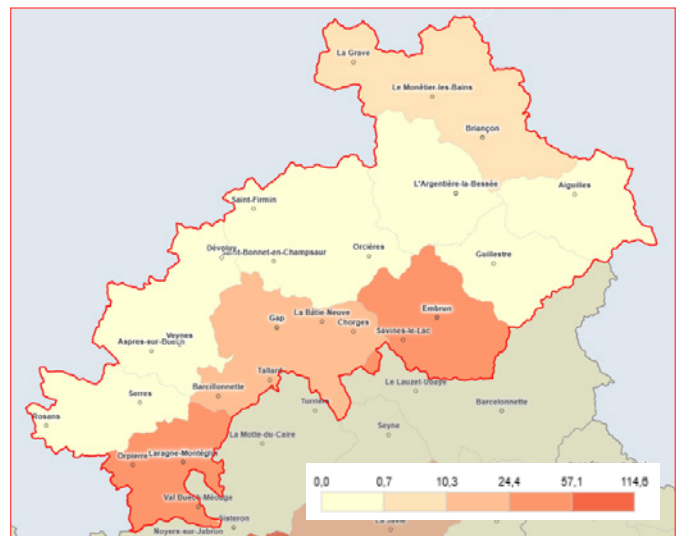 La Grave
Le Monêtier-les-Bains
Briançon
L'Argentière-la-Bessée
Aiguilles
Saint-Firmin
Dévoluy
Saint-Bonnet-en-Champsaur
Orcières
Guillestre
Embrun
La Bâtie-Neuve
Gap
Chorges
Savines-le-Lac
Veynes
Aspres-sur-Buëch
Tallard
Le Lauzet-Ubaye
Barcillonnette
Serres
Turriers
Barcelonnette
Rosans
Seyne
La Motte-du-Caire
Orpierre
Laragne-Montéglin
0,0 0,7 10,3 24,4 57,1 114,8
Val Buëch-Méouge
Sisteron
Noyers-sur-Jabron
La Javie